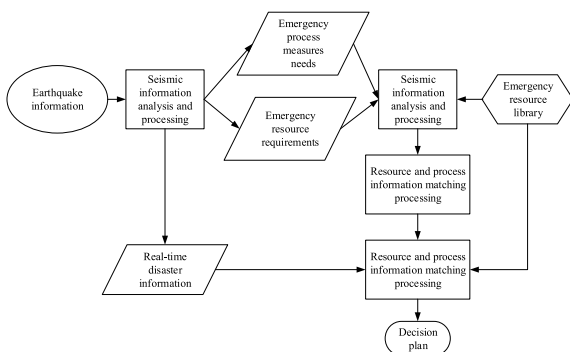 Emergency
process
measures
needs
Earthquake
information
Seismic
information
analysis and
processing
Seismic
information
analysis and
processing
Emergency
resource
library
Emergency
resource
requirements
Resource and process
information matching
processing
Real-time
disaster
information
Resource and process
information matching
processing
Decision
plan